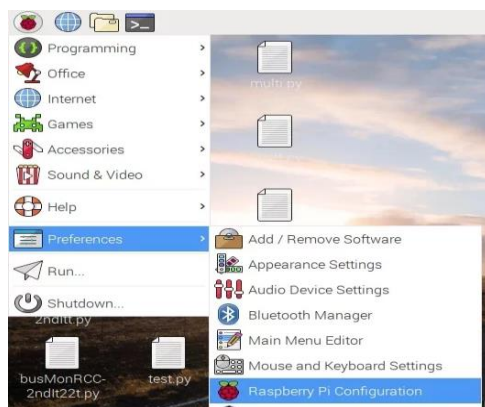 Programming
multi.py
Office
Internet
Games
Accessories
Sound & Video
Help
Preferences
Add / Remove Software
Run...
Appearance Settings
Audio Device Settings
Shutdown...
Bluetooth Manager
2ndItt.py
Main Menu Editor
Mouse and Keyboard Settings
busMonRCC-
2ndIt22t.py
test.py
Raspberry Pi Configuration